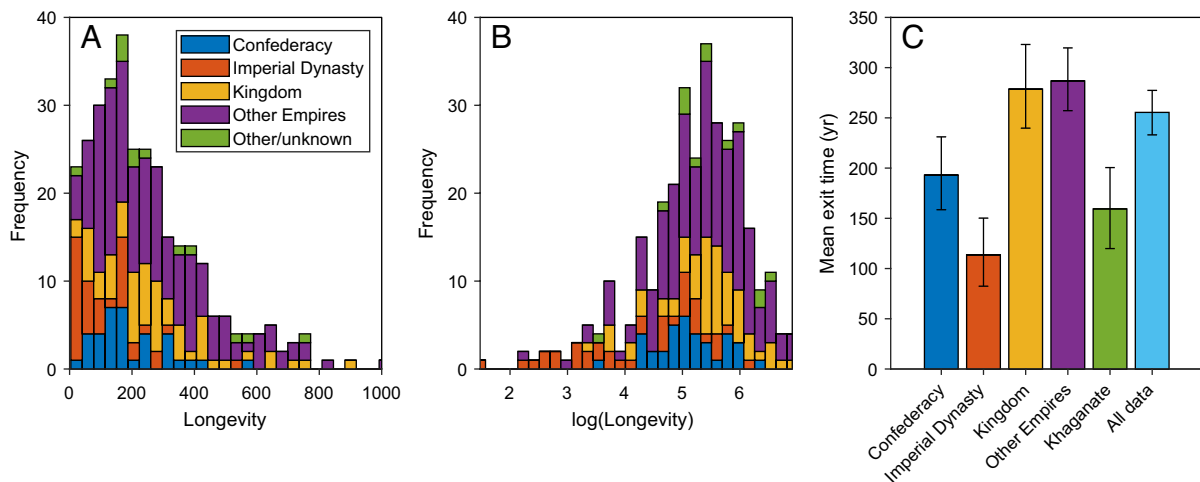 A
40
30
20
10
0
Frequency
0 200 400 600 800 1000
Longevity
Confederacy
Imperial Dynasty
Kingdom
Other Empires
Other/unknown
B
40
30
20
10
0
Frequency
2 3 4 5 6
log(Longevity)
C
350
300
250
200
150
100
50
0
Mean exit time (yr)
Confederacy
Imperial Dynasty
Kingdom
Other Empires
Khaganate
All data